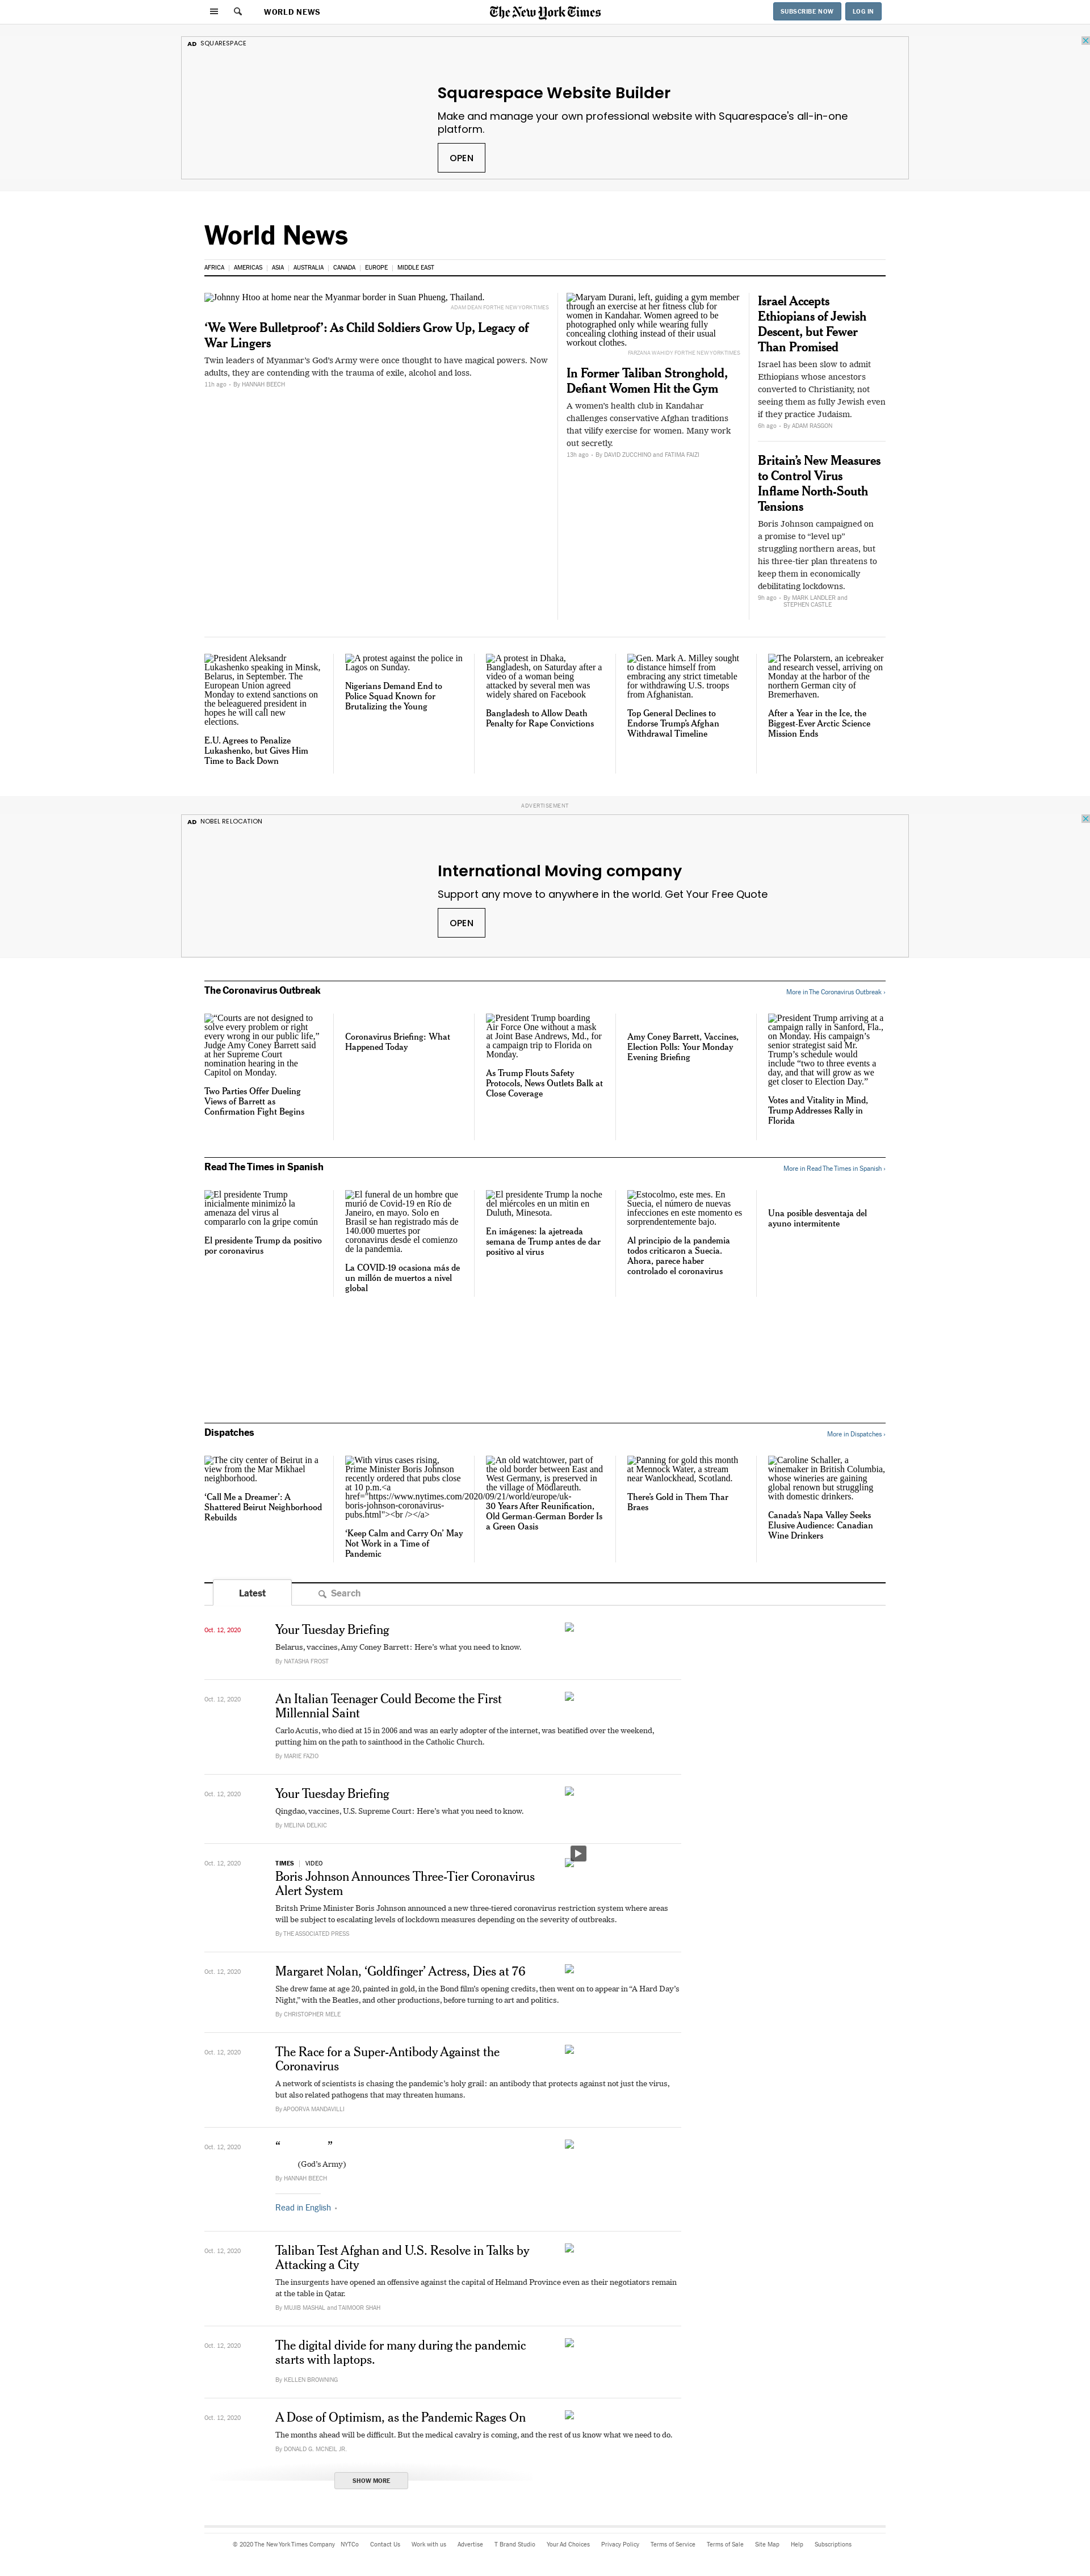 WORLD NEWS
The New York Times
SUBSCRIBE NOW
LOG IN
AD SQUARESPACE
Squarespace Website Builder
Make and manage your own professional website with Squarespace's all-in-one
platform.
OPEN
World News
AFRICA
AMERICAS
ASIA
AUSTRALIA
CANADA
EUROPE
MIDDLE EAST
Johnny Htoo at home near the Myanmar border in Suan Phueng, Thailand.
ADAM DEAN FOR THE NEW YORK TIMES
‘We Were Bulletproof’: As Child Soldiers Grow Up, Legacy of
War Lingers
Twin leaders of Myanmar’s God’s Army were once thought to have magical powers. Now
adults, they are contending with the trauma of exile, alcohol and loss.
11h ago • By HANNAH BEECH
Maryam Durani, left, guiding a gym member
through an exercise at her fitness club for
women in Kandahar. Women agreed to be
photographed only while wearing fully
concealing clothing instead of their usual
workout clothes.
FARZANA WAHIDY FOR THE NEW YORK TIMES
In Former Taliban Stronghold,
Defiant Women Hit the Gym
A women’s health club in Kandahar
challenges conservative Afghan traditions
that vilify exercise for women. Many work
out secretly.
13h ago • By DAVID ZUCCHINO and FATIMA FAIZI
Israel Accepts
Ethiopians of Jewish
Descent, but Fewer
Than Promised
Israel has been slow to admit
Ethiopians whose ancestors
converted to Christianity, not
seeing them as fully Jewish even
if they practice Judaism.
6h ago • By ADAM RASGON
Britain’s New Measures
to Control Virus
Inflame North-South
Tensions
Boris Johnson campaigned on
a promise to “level up”
struggling northern areas, but
his three-tier plan threatens to
keep them in economically
debilitating lockdowns.
9h ago • By MARK LANDLER and
STEPHEN CASTLE
President Aleksandr
Lukashenko speaking in Minsk,
Belarus, in September. The
European Union agreed
Monday to extend sanctions on
the beleaguered president in
hopes he will call new
elections.
E.U. Agrees to Penalize
Lukashenko, but Gives Him
Time to Back Down
A protest against the police in
Lagos on Sunday.
Nigerians Demand End to
Police Squad Known for
Brutalizing the Young
A protest in Dhaka,
Bangladesh, on Saturday after a
video of a woman being
attacked by several men was
widely shared on Facebook
Bangladesh to Allow Death
Penalty for Rape Convictions
Gen. Mark A. Milley sought
to distance himself from
embracing any strict timetable
for withdrawing U.S. troops
from Afghanistan.
Top General Declines to
Endorse Trump’s Afghan
Withdrawal Timeline
The Polarstern, an icebreaker
and research vessel, arriving on
Monday at the harbor of the
northern German city of
Bremerhaven.
After a Year in the Ice, the
Biggest-Ever Arctic Science
Mission Ends
ADVERTISEMENT
AD NOBEL RELOCATION
International Moving company
Support any move to anywhere in the world. Get Your Free Quote
OPEN
The Coronavirus Outbreak
More in The Coronavirus Outbreak ›
“Courts are not designed to
solve every problem or right
every wrong in our public life,”
Judge Amy Coney Barrett said
at her Supreme Court
nomination hearing in the
Capitol on Monday.
Two Parties Offer Dueling
Views of Barrett as
Confirmation Fight Begins
Coronavirus Briefing: What
Happened Today
President Trump boarding
Air Force One without a mask
at Joint Base Andrews, Md., for
a campaign trip to Florida on
Monday.
As Trump Flouts Safety
Protocols, News Outlets Balk at
Close Coverage
Amy Coney Barrett, Vaccines,
Election Polls: Your Monday
Evening Briefing
President Trump arriving at a
campaign rally in Sanford, Fla.,
on Monday. His campaign’s
senior strategist said Mr.
Trump’s schedule would
include “two to three events a
day, and that will grow as we
get closer to Election Day.”
Votes and Vitality in Mind,
Trump Addresses Rally in
Florida
Read The Times in Spanish
More in Read The Times in Spanish ›
El presidente Trump
inicialmente minimizó la
amenaza del virus al
compararlo con la gripe común
El presidente Trump da positivo
por coronavirus
El funeral de un hombre que
murió de Covid-19 en Río de
Janeiro, en mayo. Solo en
Brasil se han registrado más de
140.000 muertes por
coronavirus desde el comienzo
de la pandemia.
La COVID-19 ocasiona más de
un millón de muertos a nivel
global
El presidente Trump la noche
del miércoles en un mitin en
Duluth, Minesota.
En imágenes: la ajetreada
semana de Trump antes de dar
positivo al virus
Estocolmo, este mes. En
Suecia, el número de nuevas
infecciones en este momento es
sorprendentemente bajo.
Al principio de la pandemia
todos criticaron a Suecia.
Ahora, parece haber
controlado el coronavirus
Una posible desventaja del
ayuno intermitente
Dispatches
More in Dispatches ›
The city center of Beirut in a
view from the Mar Mikhael
neighborhood.
‘Call Me a Dreamer’: A
Shattered Beirut Neighborhood
Rebuilds
With virus cases rising,
Prime Minister Boris Johnson
recently ordered that pubs close
at 10 p.m.<a
href="https://www.nytimes.com/2020/09/21/world/europe/uk-
boris-johnson-coronavirus-
pubs.html"><br /></a>
‘Keep Calm and Carry On’ May
Not Work in a Time of
Pandemic
An old watchtower, part of
the old border between East and
West Germany, is preserved in
the village of Mödlareuth.
30 Years After Reunification,
Old German-German Border Is
a Green Oasis
Panning for gold this month
at Mennock Water, a stream
near Wanlockhead, Scotland.
There’s Gold in Them Thar
Braes
Caroline Schaller, a
winemaker in British Columbia,
whose wineries are gaining
global renown but struggling
with domestic drinkers.
Canada’s Napa Valley Seeks
Elusive Audience: Canadian
Wine Drinkers
Latest
Search
Oct. 12, 2020
Your Tuesday Briefing
Belarus, vaccines, Amy Coney Barrett: Here’s what you need to know.
By NATASHA FROST
Oct. 12, 2020
An Italian Teenager Could Become the First
Millennial Saint
Carlo Acutis, who died at 15 in 2006 and was an early adopter of the internet, was beatified over the weekend,
putting him on the path to sainthood in the Catholic Church.
By MARIE FAZIO
Oct. 12, 2020
Your Tuesday Briefing
Qingdao, vaccines, U.S. Supreme Court: Here’s what you need to know.
By MELINA DELKIC
Oct. 12, 2020
TIMES | VIDEO
Boris Johnson Announces Three-Tier Coronavirus
Alert System
Britsh Prime Minister Boris Johnson announced a new three-tiered coronavirus restriction system where areas
will be subject to escalating levels of lockdown measures depending on the severity of outbreaks.
By THE ASSOCIATED PRESS
Oct. 12, 2020
Margaret Nolan, ‘Goldfinger’ Actress, Dies at 76
She drew fame at age 20, painted in gold, in the Bond film’s opening credits, then went on to appear in “A Hard Day’s
Night,” with the Beatles, and other productions, before turning to art and politics.
By CHRISTOPHER MELE
Oct. 12, 2020
The Race for a Super-Antibody Against the
Coronavirus
A network of scientists is chasing the pandemic’s holy grail: an antibody that protects against not just the virus,
but also related pathogens that may threaten humans.
By APOORVA MANDAVILLI
Oct. 12, 2020
“ ”
(God’s Army)
By HANNAH BEECH
Read in English
Oct. 12, 2020
Taliban Test Afghan and U.S. Resolve in Talks by
Attacking a City
The insurgents have opened an offensive against the capital of Helmand Province even as their negotiators remain
at the table in Qatar.
By MUJIB MASHAL and TAIMOOR SHAH
Oct. 12, 2020
The digital divide for many during the pandemic
starts with laptops.
By KELLEN BROWNING
Oct. 12, 2020
A Dose of Optimism, as the Pandemic Rages On
The months ahead will be difficult. But the medical cavalry is coming, and the rest of us know what we need to do.
By DONALD G. MCNEIL JR.
SHOW MORE
© 2020 The New York Times Company
NYTCo
Contact Us
Work with us
Advertise
T Brand Studio
Your Ad Choices
Privacy Policy
Terms of Service
Terms of Sale
Site Map
Help
Subscriptions